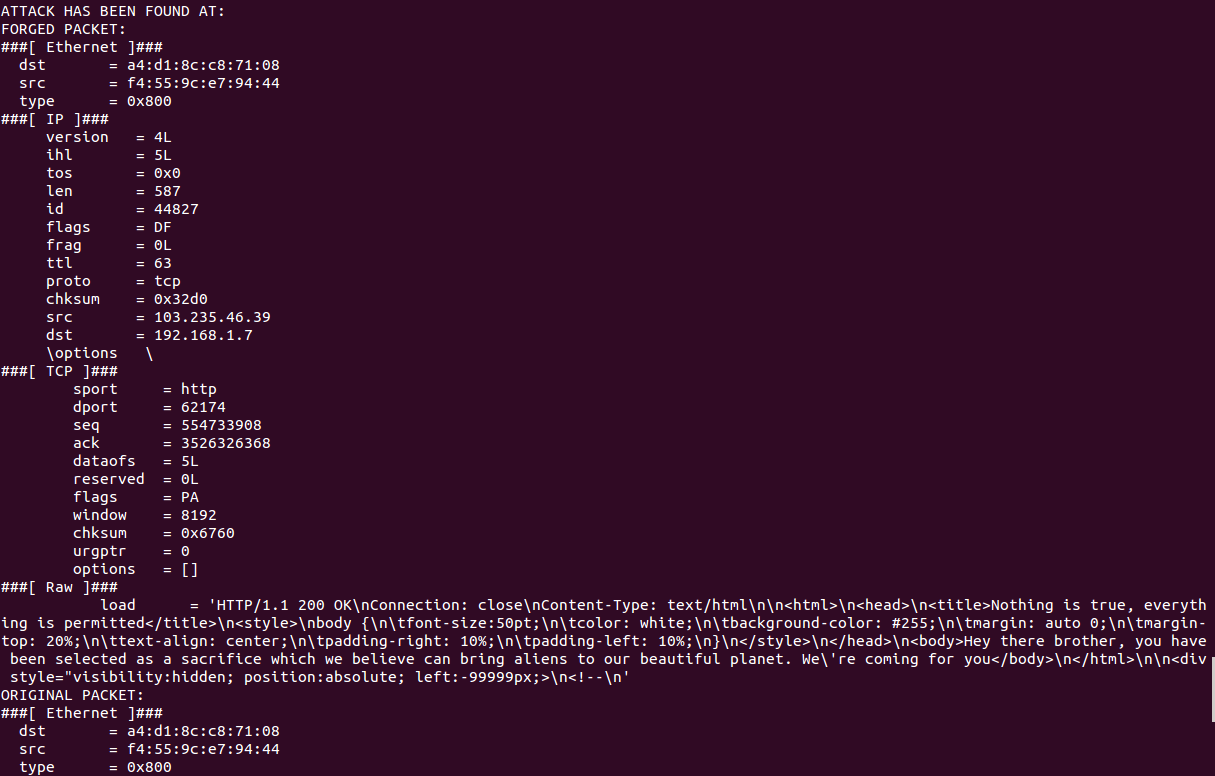 ATTACK HAS BEEN FOUND AT:
FORGED PACKET:
###[ Ethernet ]###
  dst       = a4:d1:8c:c8:71:08
  src       = f4:55:9c:e7:94:44
  type      = 0x800
###[ IP ]###
     version   = 4L
     ihl       = 5L
     tos       = 0x0
     len       = 587
     id        = 44827
     flags     = DF
     frag      = 0L
     ttl       = 63
     proto     = tcp
     chksum    = 0x32d0
     src       = 103.235.46.39
     dst       = 192.168.1.7
     \options   \
###[ TCP ]###
        sport     = http
        dport     = 62174
        seq       = 554733908
        ack       = 3526326368
        dataofs   = 5L
        reserved  = 0L
        flags     = PA
        window    = 8192
        chksum    = 0x6760
        urgptr    = 0
        options   = []
###[ Raw ]###
           load      = 'HTTP/1.1 200 OK\nConnection: close\nContent-Type: text/html\n\n<html>\n<head>\n<title>Nothing is true, everyth
ing is permitted</title>\n<style>\nbody {\n\tfont-size:50pt;\n\tcolor: white;\n\tbackground-color: #255;\n\tmargin: auto 0;\n\tmargin-
top: 20%;\n\ttext-align: center;\n\tpadding-right: 10%;\n\tpadding-left: 10%;\n}\n</style>\n</head>\n<body>Hey there brother, you have
 been selected as a sacrifice which we believe can bring aliens to our beautiful planet. We\'re coming for you</body>\n</html>\n\n<div
 style="visibility:hidden; position:absolute; left:-99999px;>\n<!--\n'
ORIGINAL PACKET:
###[ Ethernet ]###
  dst       = a4:d1:8c:c8:71:08
  src       = f4:55:9c:e7:94:44
  type      = 0x800